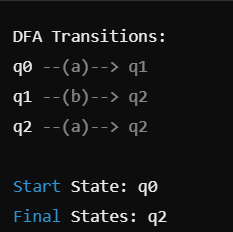 DFA Transitions:
q0 --(a)--> q1
q1 --(b)--> q2
q2 --(a)--> q2
Start State: q0
Final States: q2